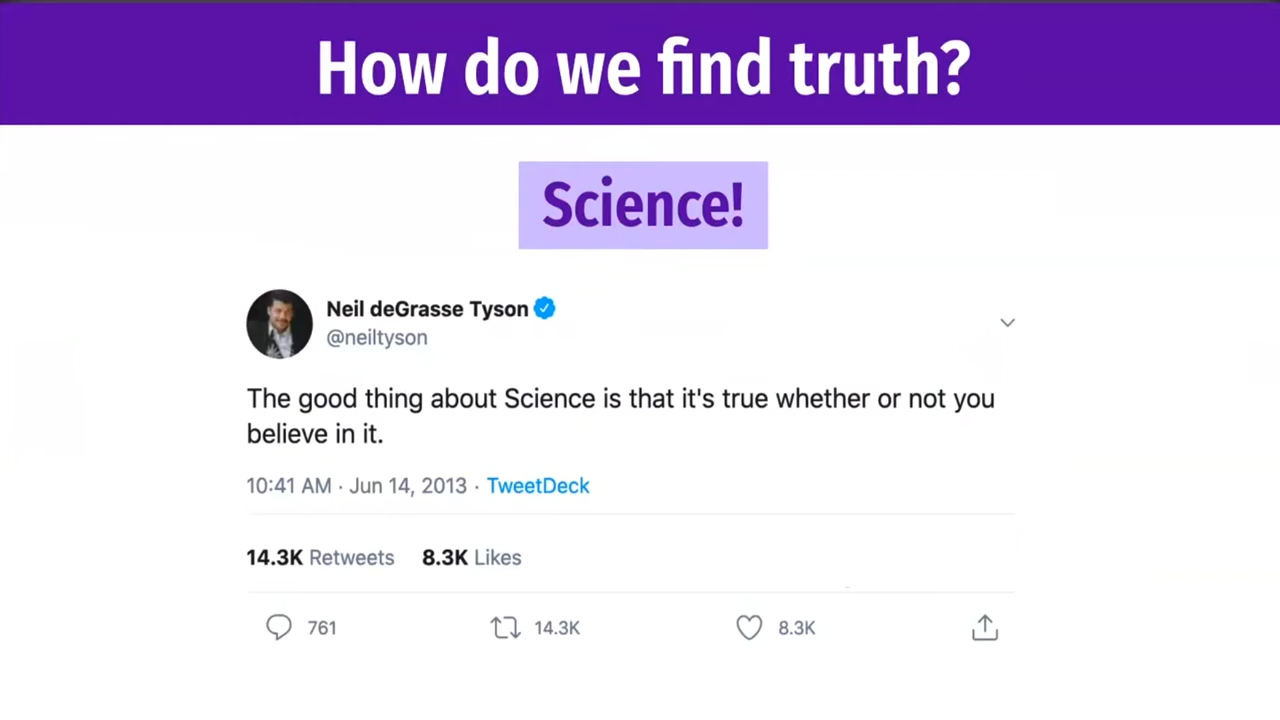 How do we find truth?
Science!
Neil deGrasse Tyson
@neiltyson
The good thing about Science is that it's true whether or not you
believe in it.
10:41 AM · Jun 14, 2013 · TweetDeck
14.3K Retweets 8.3K Likes
761 14.3K 8.3K